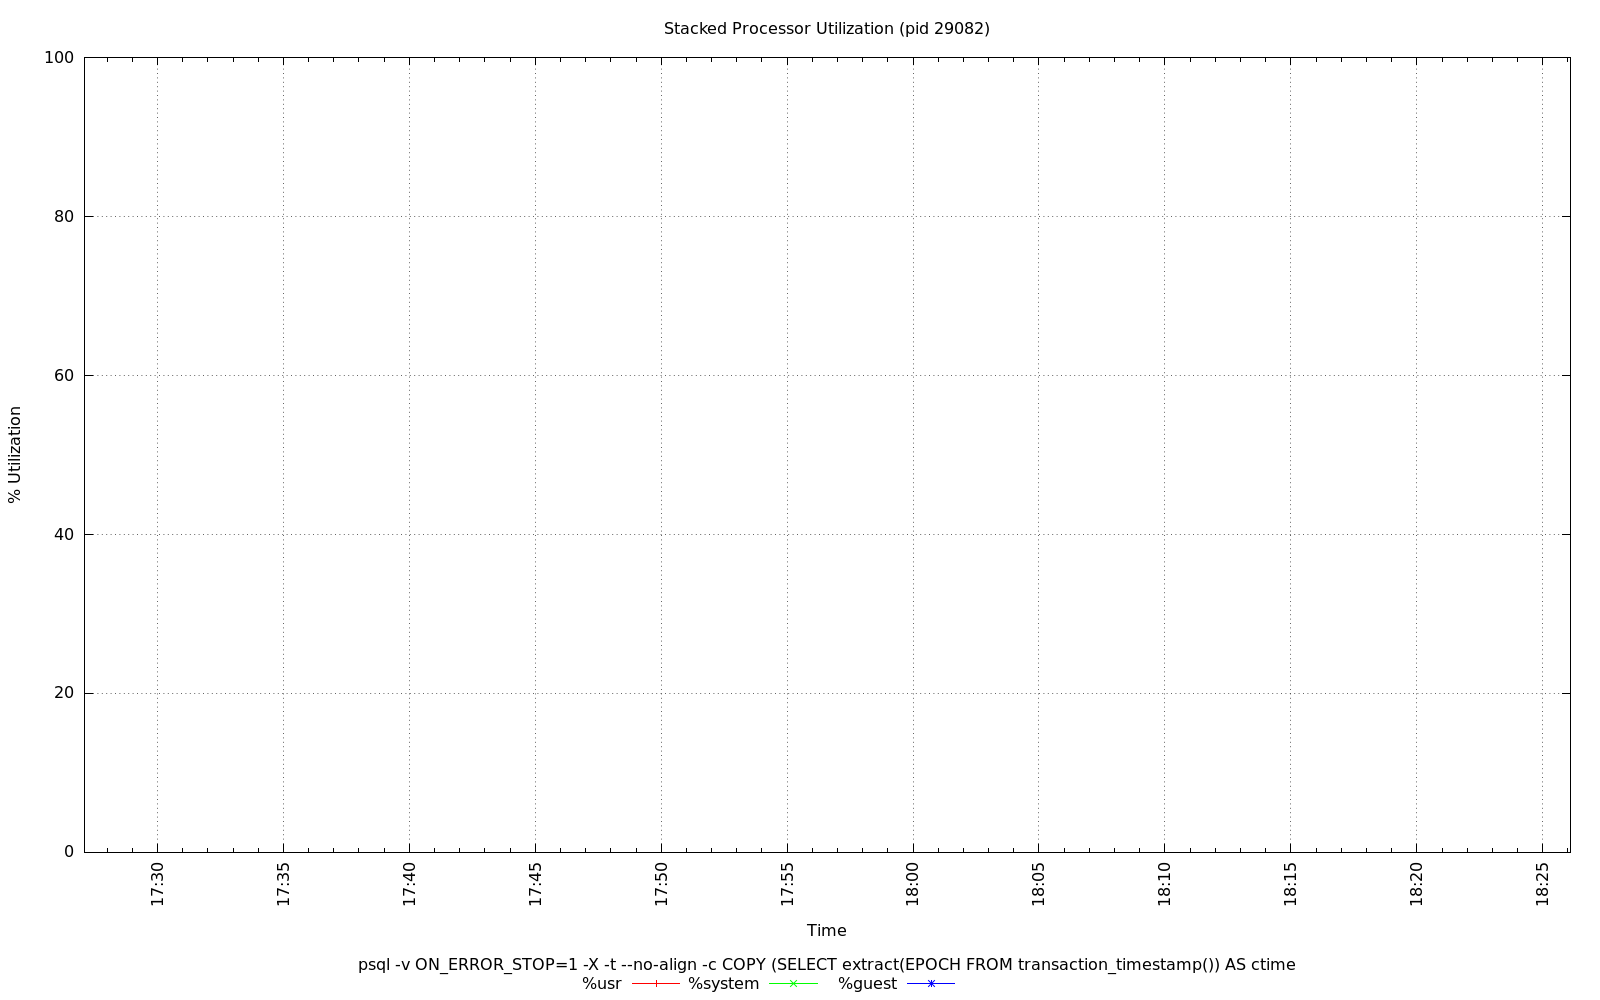 Stacked Processor Utilization (pid 29082)
100
80
60
40
20
0
% Utilization
17:30 17:35 17:40 17:45 17:50 17:55 18:00 18:05 18:10 18:15 18:20 18:25
Time
psql -v ON_ERROR_STOP=1 -X -t --no-align -c COPY (SELECT extract(EPOCH FROM transaction_timestamp()) AS ctime
%usr %system %guest